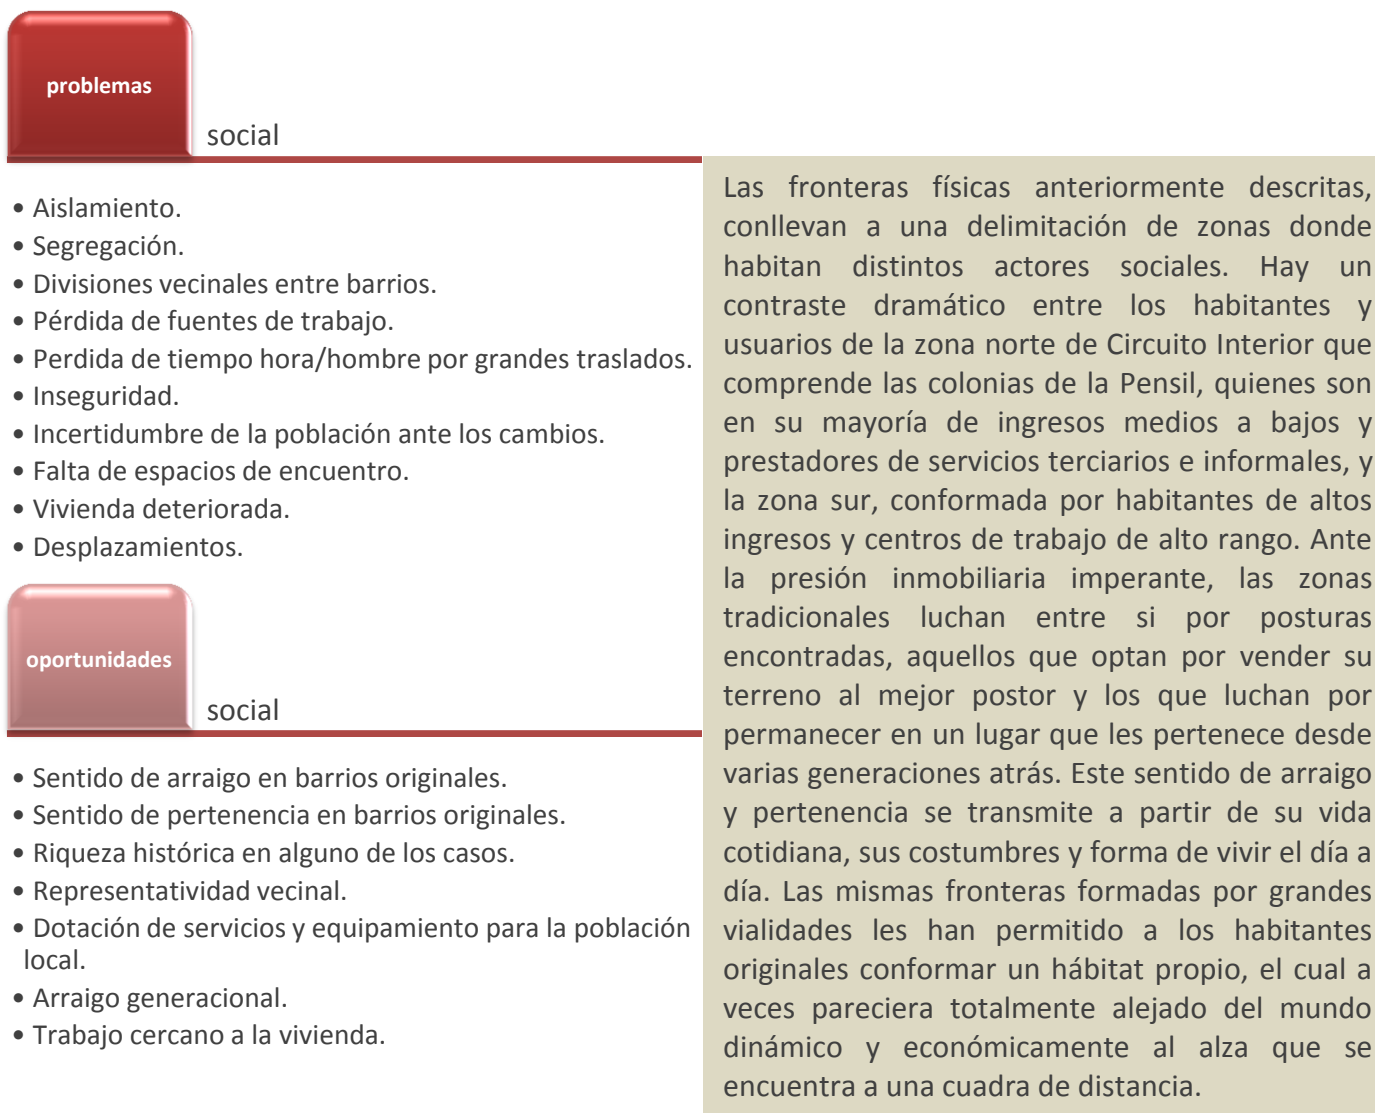 problemas
social
• Aislamiento.
• Segregación.
• Divisiones vecinales entre barrios.
• Pérdida de fuentes de trabajo.
• Perdida de tiempo hora/hombre por grandes traslados.
• Inseguridad.
• Incertidumbre de la población ante los cambios.
• Falta de espacios de encuentro.
• Vivienda deteriorada.
• Desplazamientos.
oportunidades
social
• Sentido de arraigo en barrios originales.
• Sentido de pertenencia en barrios originales.
• Riqueza histórica en alguno de los casos.
• Representatividad vecinal.
• Dotación de servicios y equipamiento para la población
local.
• Arraigo generacional.
• Trabajo cercano a la vivienda.
Las fronteras físicas anteriormente descritas,
conllevan a una delimitación de zonas donde
habitan distintos actores sociales. Hay un
contraste dramático entre los habitantes y
usuarios de la zona norte de Circuito Interior que
comprende las colonias de la Pensil, quienes son
en su mayoría de ingresos medios a bajos y
prestadores de servicios terciarios e informales, y
la zona sur, conformada por habitantes de altos
ingresos y centros de trabajo de alto rango. Ante
la presión inmobiliaria imperante, las zonas
tradicionales luchan entre si por posturas
encontradas, aquellos que optan por vender su
terreno al mejor postor y los que luchan por
permanecer en un lugar que les pertenece desde
varias generaciones atrás. Este sentido de arraigo
y pertenencia se transmite a partir de su vida
cotidiana, sus costumbres y forma de vivir el día a
día. Las mismas fronteras formadas por grandes
vialidades les han permitido a los habitantes
originales conformar un hábitat propio, el cual a
veces pareciera totalmente alejado del mundo
dinámico y económicamente al alza que se
encuentra a una cuadra de distancia.